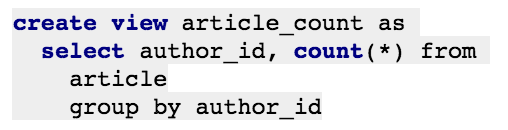 create view article_count as
select author_id, count(*) from
article
group by author_id